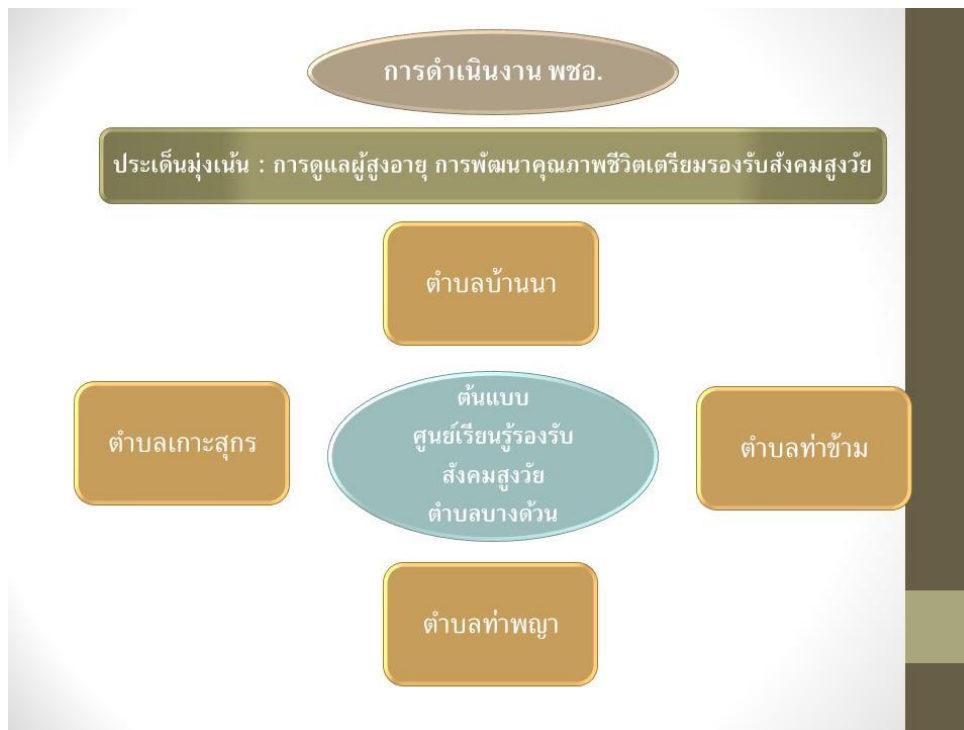 การดำเนินงาน พชอ.
ประเด็นมุ่งเน้น : การดูแลผู้สูงอายุ การพัฒนาคุณภาพชีวิตเตรียมรองรับสังคมสูงวัย
ตำบลบ้านนา
ตำบลเกาะสุกร
ต้นแบบ
ศูนย์เรียนรู้รองรับ
สังคมสูงวัย
ตำบลบางด้วน
ตำบลท่าข้าม
ตำบลท่าพญา